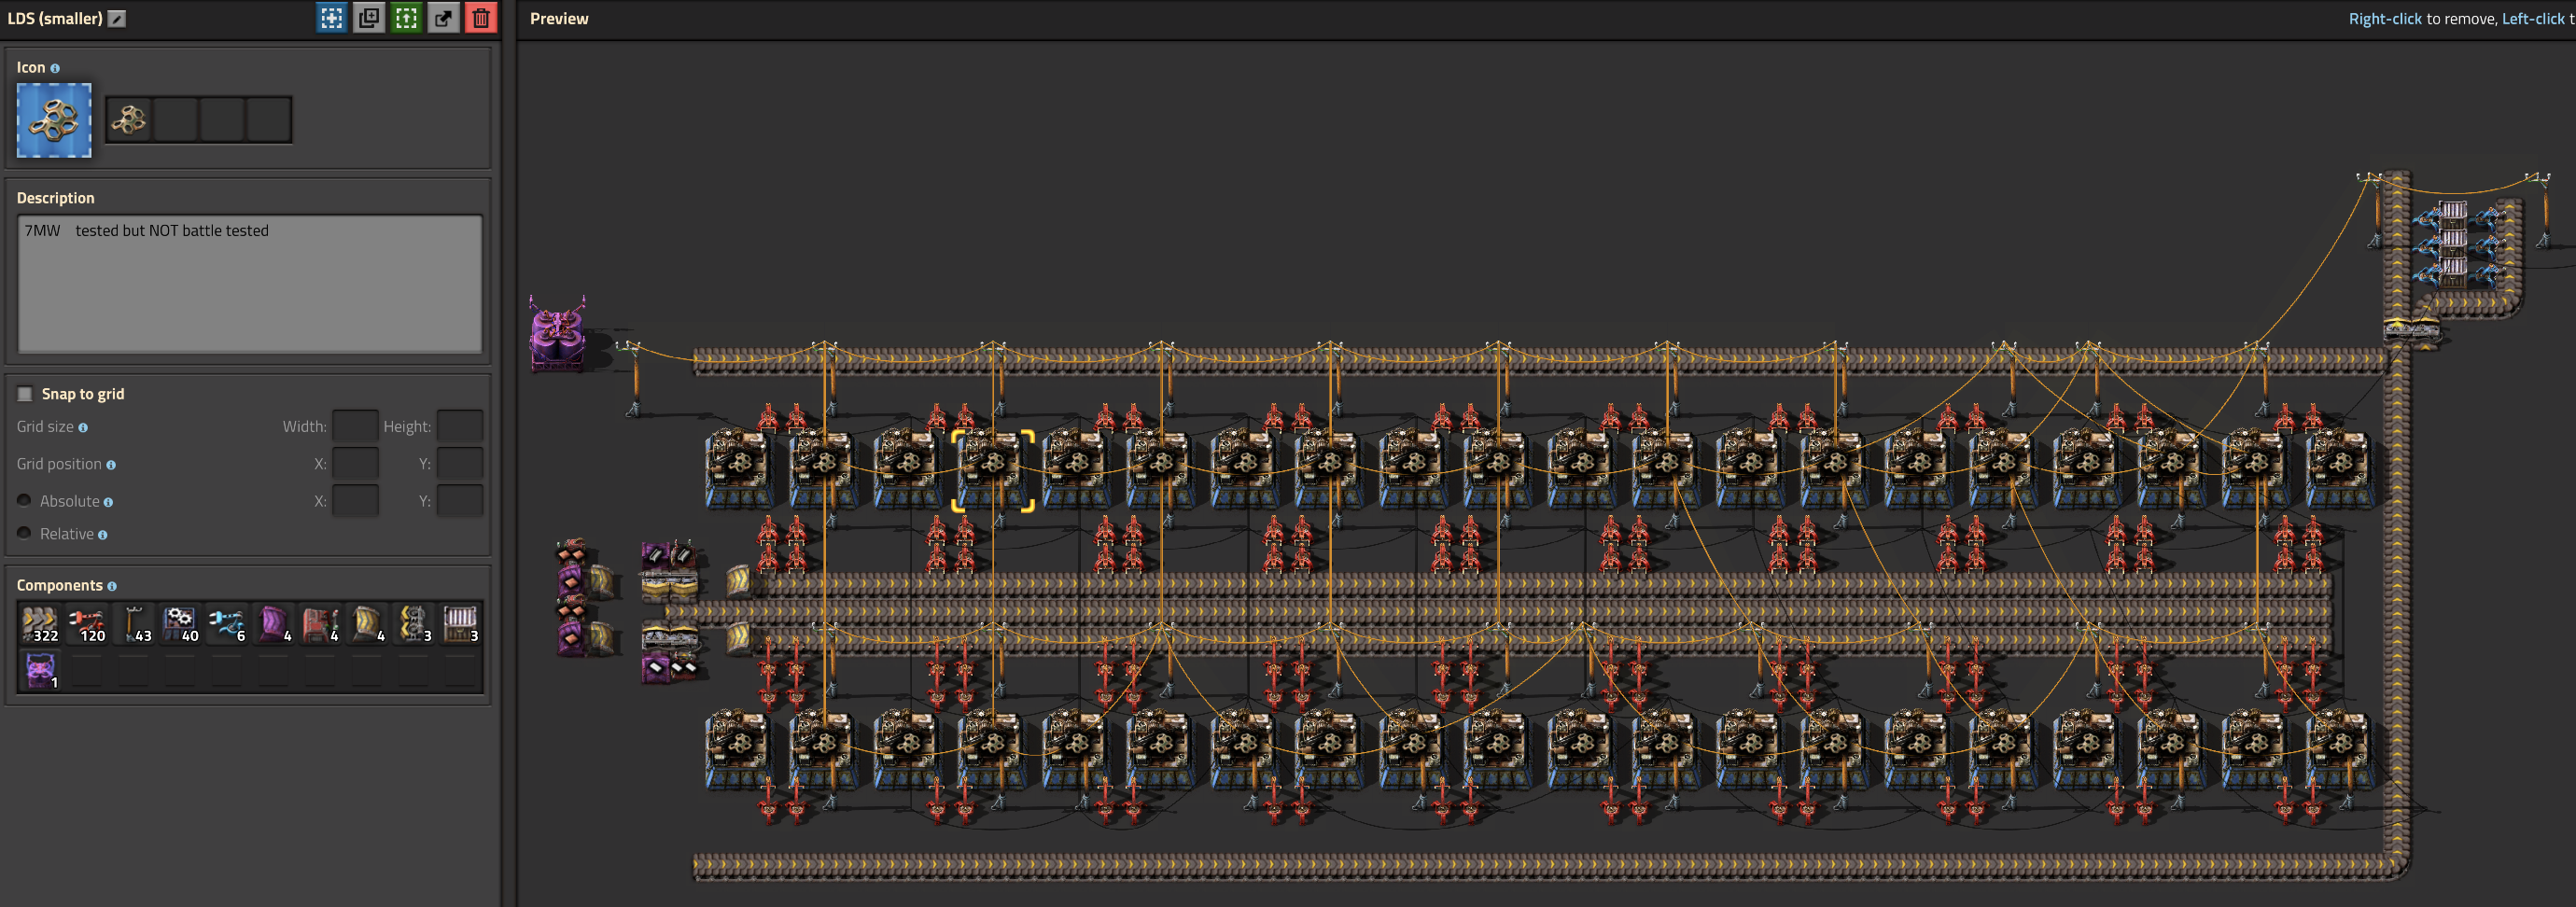 LDS (smaller)
Preview
Right-click to remove, Left-click t
Icon
Description
7MW tested but NOT battle tested
Snap to grid
Grid size Width: Height:
Grid position X: Y:
Absolute X: Y:
Relative
Components
322 120 43 40 6 4 4 4 3 3
1